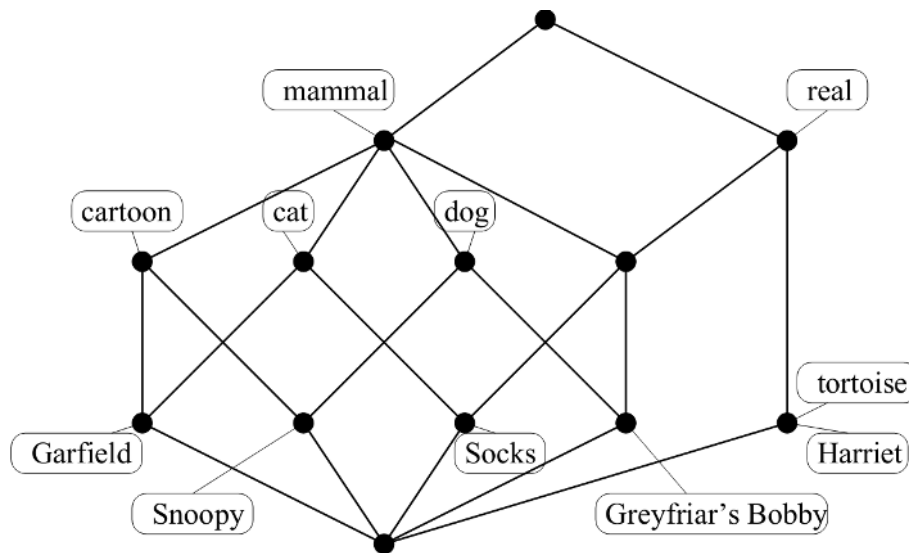 mammal
real
cartoon
cat
dog
tortoise
Garfield
Socks
Harriet
Snoopy
Greyfriar's Bobby